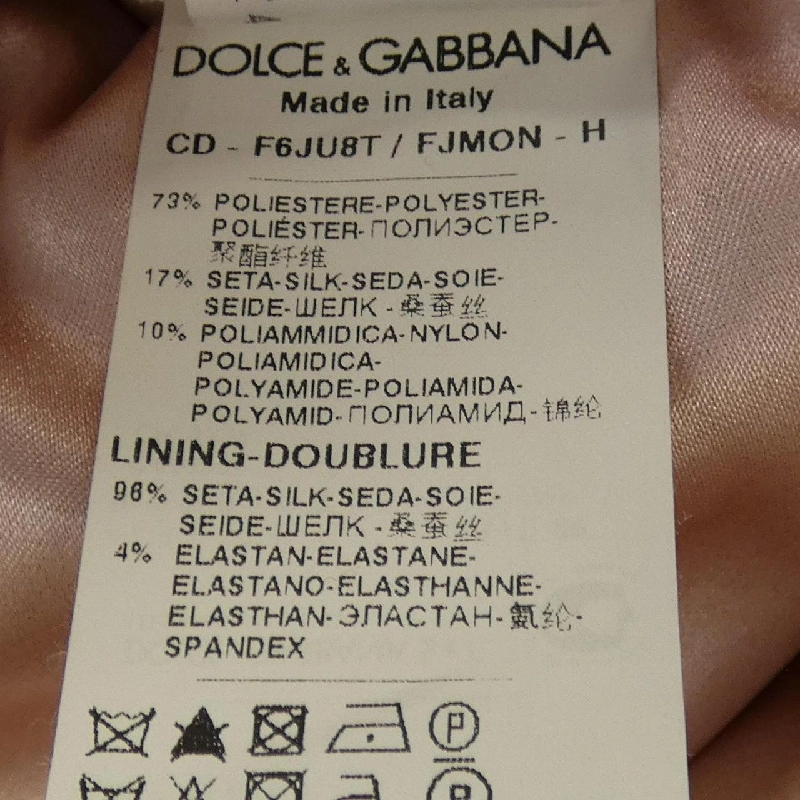 DOLCE & GABBANA
Made in Italy
CD - F6JU8T / FJMON - H
73% POLIESTERE-POLYESTER-
POLIÉSTER-ПОЛИЭСТЕР-
聚酯纤维
17% SETA-SILK-SEDA-SOIE-
SEIDE-ШЕЛК -桑蚕丝
10% POLIAMMIDICA-NYLON-
POLIAMIDICA-
POLYAMIDE-POLIAMIDA-
POLYAMID-ПОЛИАМИД-锦纶
LINING-DOUBLURE
96% SETA-SILK-SEDA-SOIE-
SEIDE-ШЕЛК -桑蚕丝
4% ELASTAN-ELASTANE-
ELASTANO-ELASTHANNE-
ELASTHAN-ЭЛАСТАН-氨纶-
SPANDEX
P
P